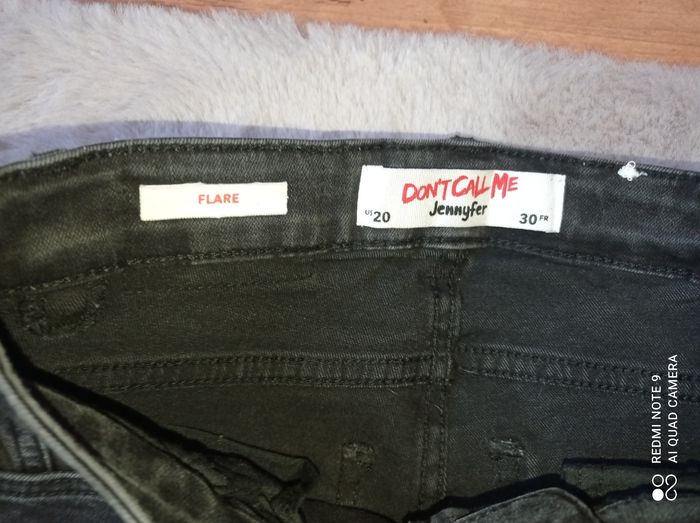 FLARE
DON'T CALL ME
Jennyfer
US 20
30 FR
REDMI NOTE 9
AI QUAD CAMERA